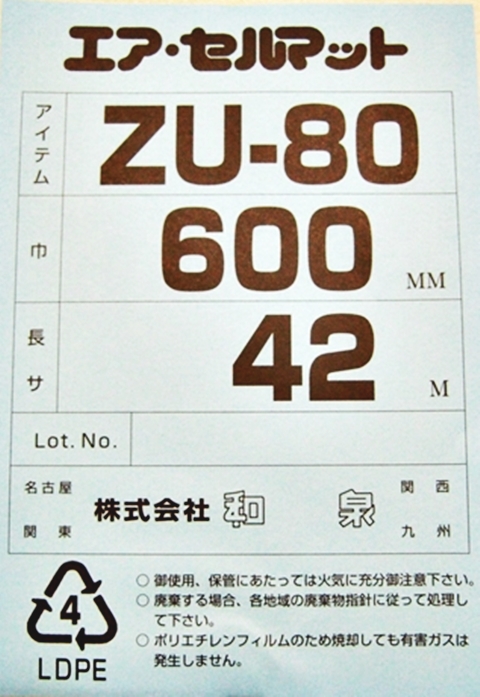 エア・セルマット
アイテム
ZU-80
巾
600 MM
長サ
42 M
Lot. No.
名古屋 関西
株式会社 和泉
関東 九州
○ 御使用、保管にあたっては火気に充分御注意下さい。
○ 廃棄する場合、各地域の廃棄物指針に従って処理し
て下さい。
○ ポリエチレンフィルムのため焼却しても有害ガスは
発生しません。
4
LDPE